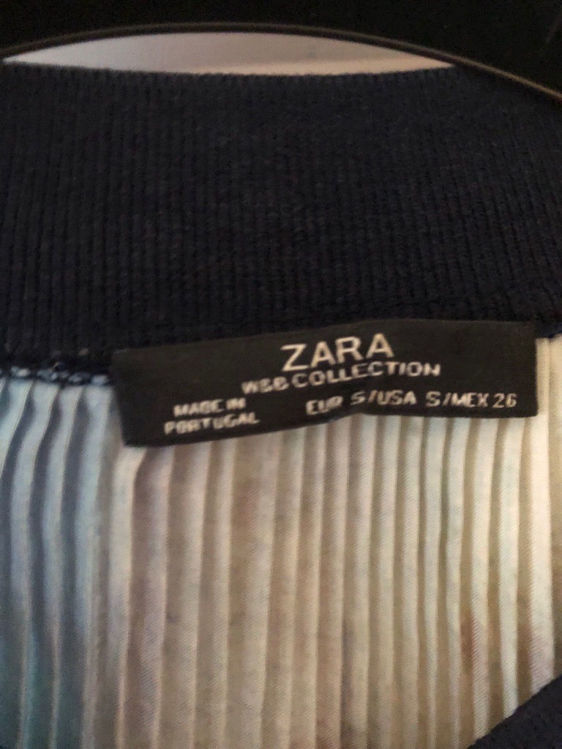 ZARA
W&B COLLECTION
MADE IN
PORTUGAL
EUR S/USA S/MEX 26